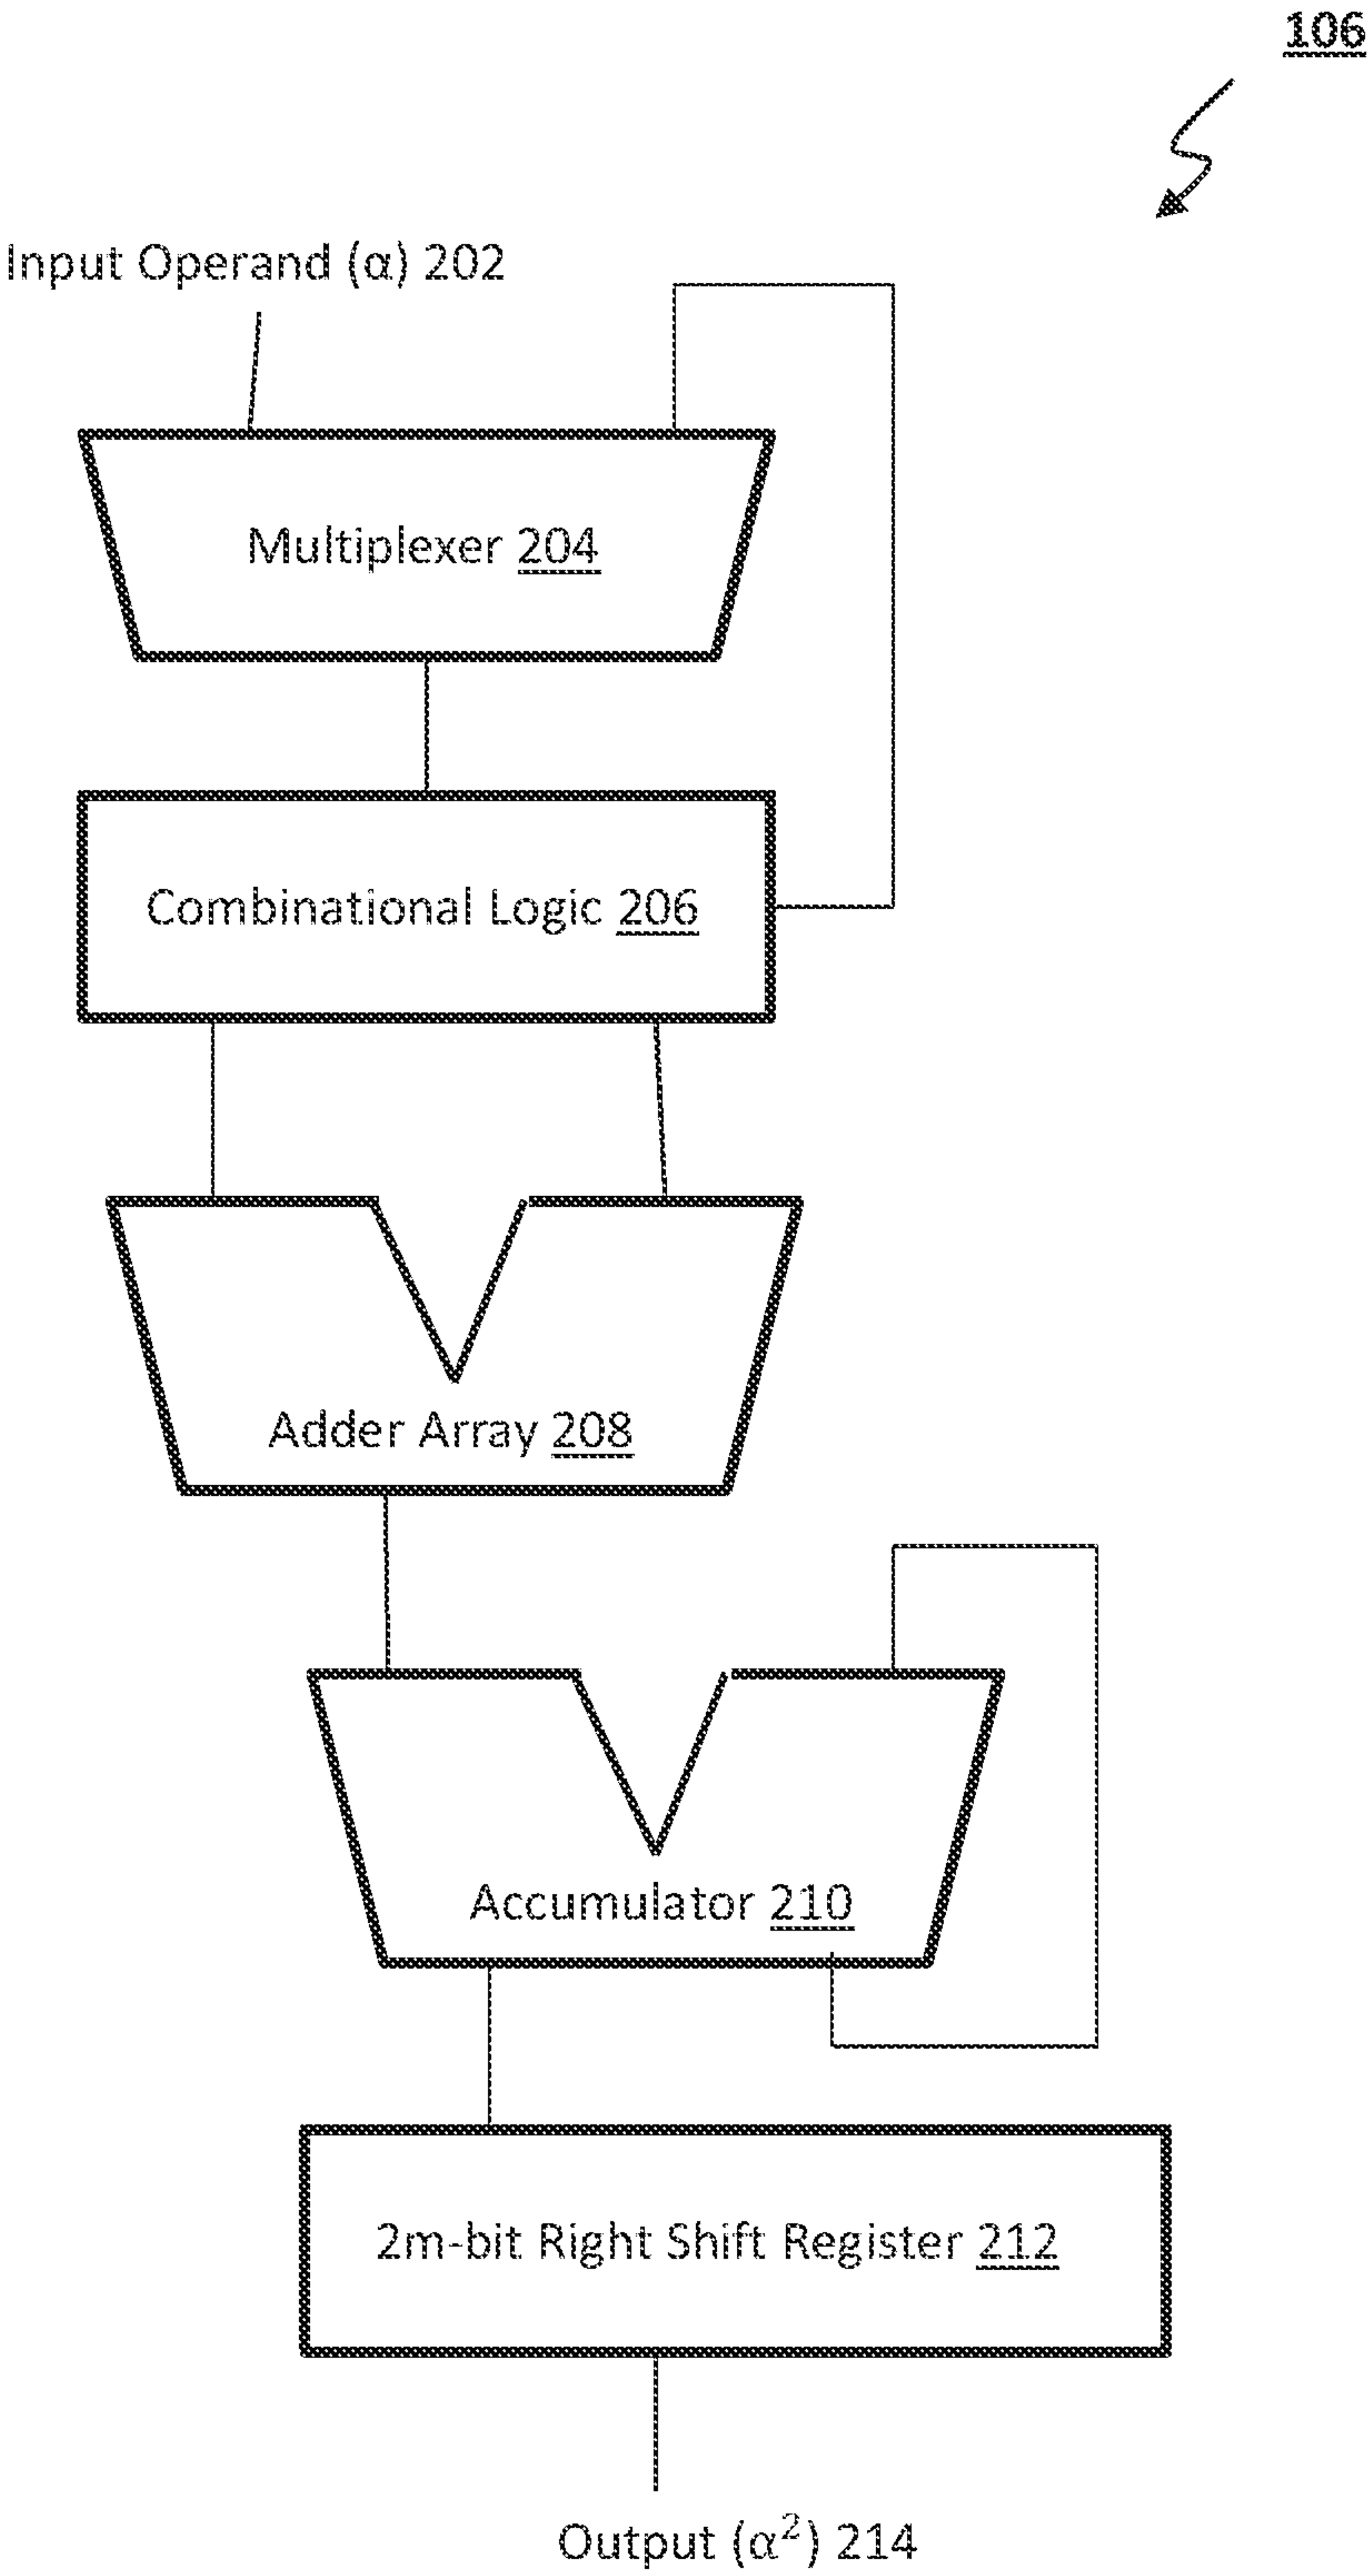 106
Input Operand (α) 202
Multiplexer 204
Combinational Logic 206
Adder Array 208
Accumulator 210
2m-bit Right Shift Register 212
Output (α²) 214